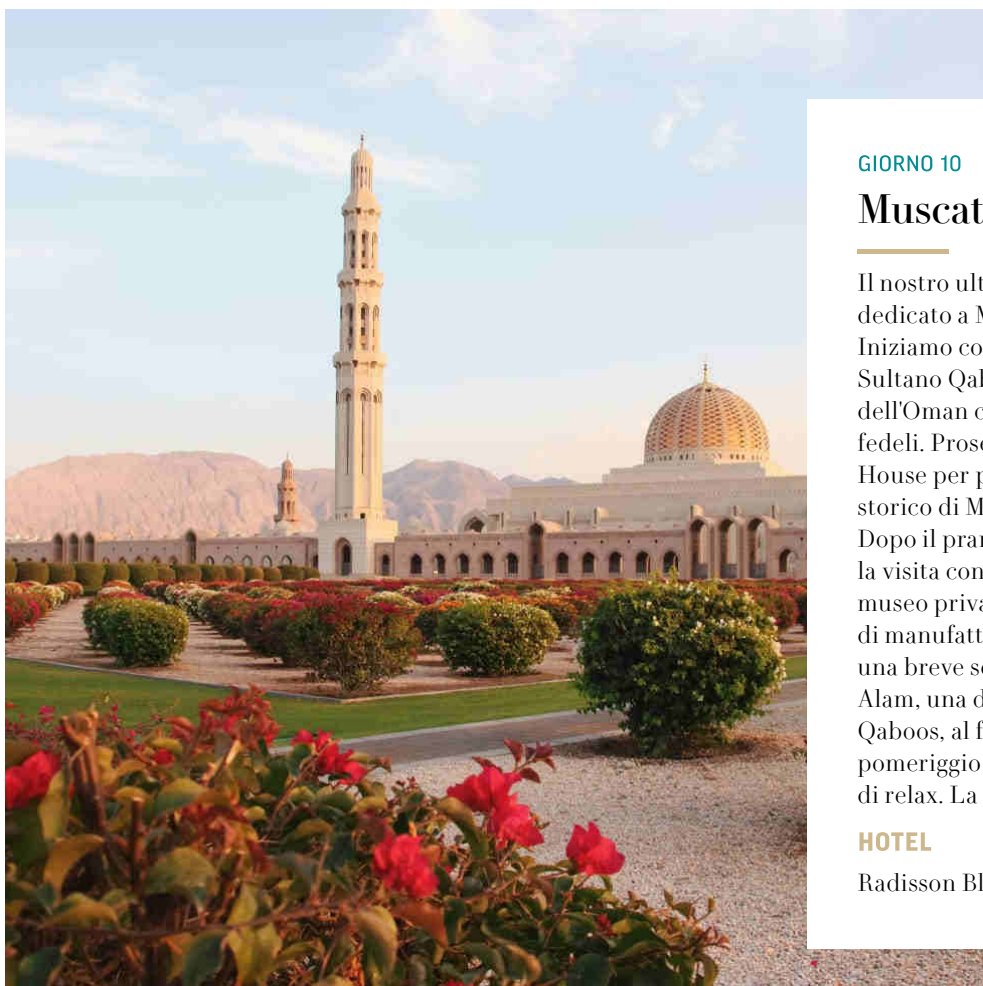 GIORNO 10
Muscat
Il nostro ult
dedicato a M
Iniziamo co
Sultano Qal
dell'Oman c
fedeli. Prose
House per p
storico di M
Dopo il pran
la visita con
museo priva
di manufatt
una breve so
Alam, una d
Qaboos, al f
pomeriggio
di relax. La
HOTEL
Radisson Bl